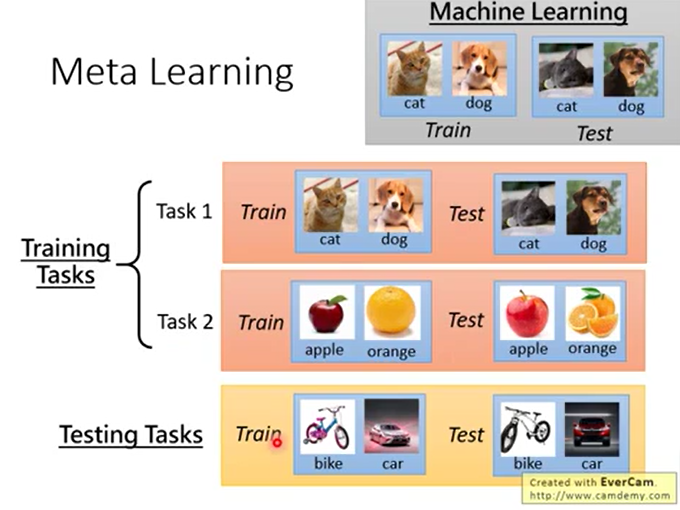 Machine Learning
cat dog cat dog
Train Test
Meta Learning
Training
Tasks
Task 1 Train cat dog Test cat dog
Task 2 Train apple orange Test apple orange
Testing Tasks Train bike car Test bike car
Created with EverCam.
http://www.camdemy.com